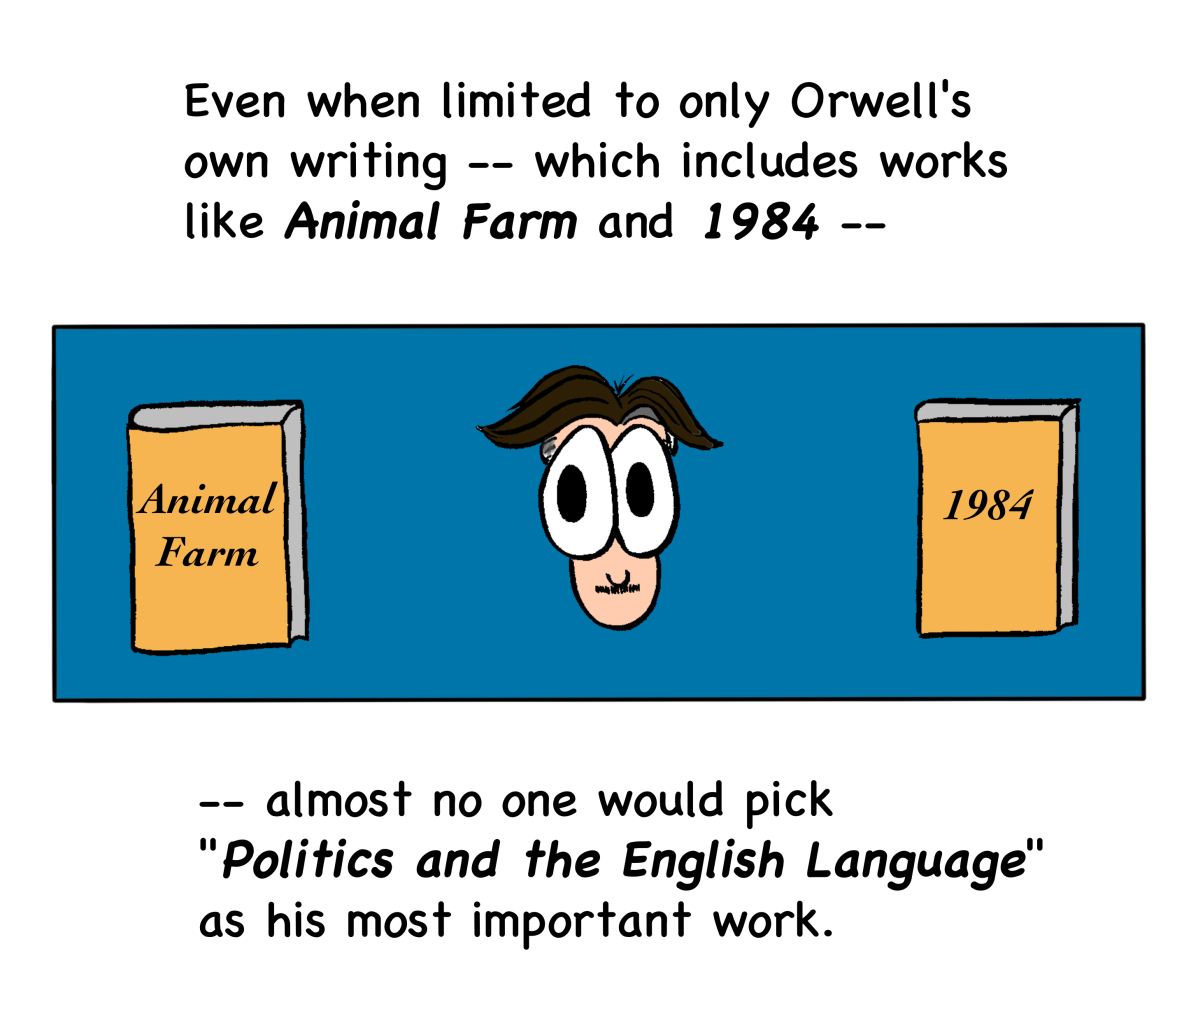 Even when limited to only Orwell's
own writing -- which includes works
like Animal Farm and 1984 --
Animal
Farm
1984
-- almost no one would pick
"Politics and the English Language"
as his most important work.